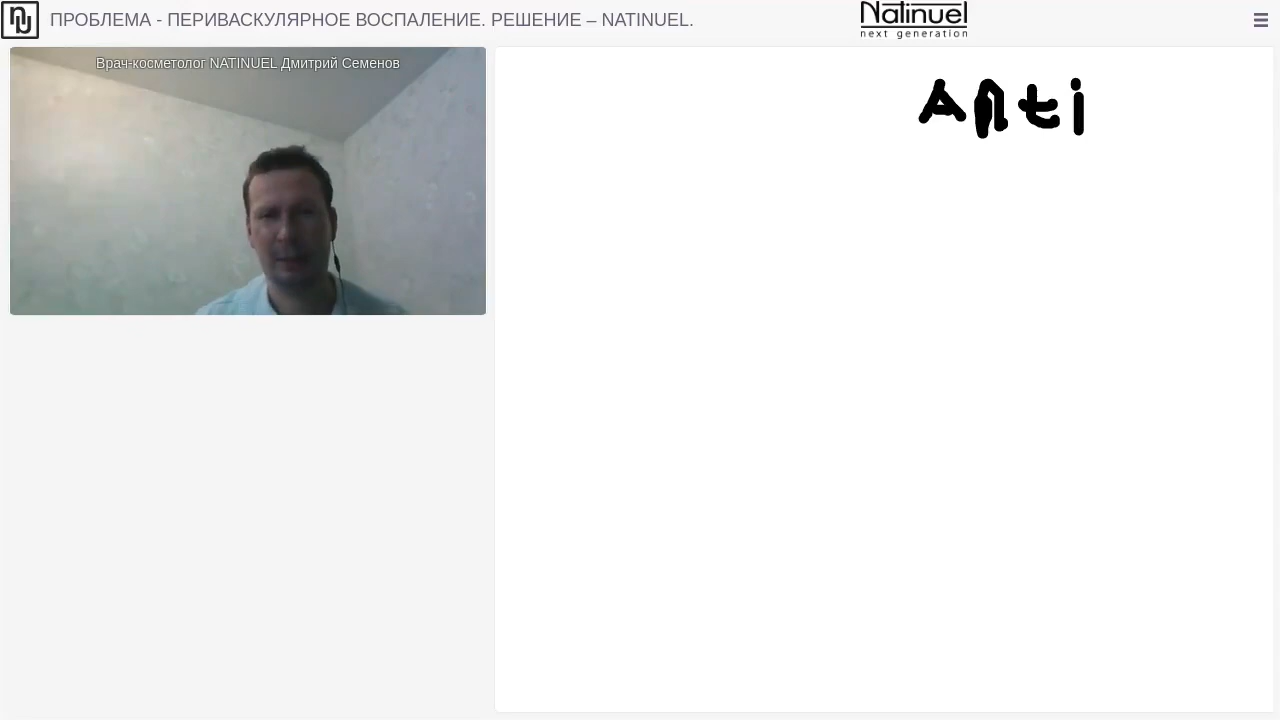 ПРОБЛЕМА - ПЕРИВАСКУЛЯРНОЕ ВОСПАЛЕНИЕ. РЕШЕНИЕ – NATINUEL.
Natinuel
next generation
Врач-косметолог NATINUEL Дмитрий Семенов
Anti